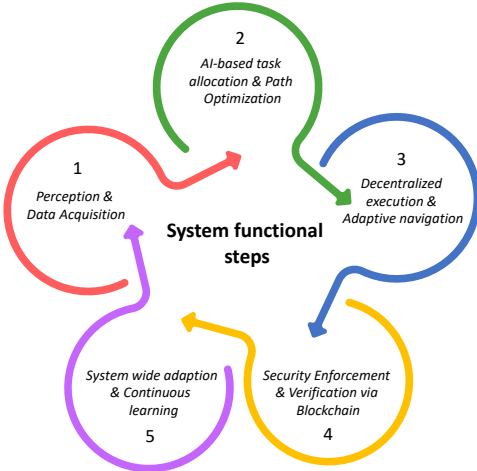 2
AI-based task
allocation & Path
Optimization
1
Perception &
Data Acquisition
3
Decentralized
execution &
Adaptive navigation
System functional
steps
System wide adaption
& Continuous
learning
5
Security Enforcement
& Verification via
Blockchain
4